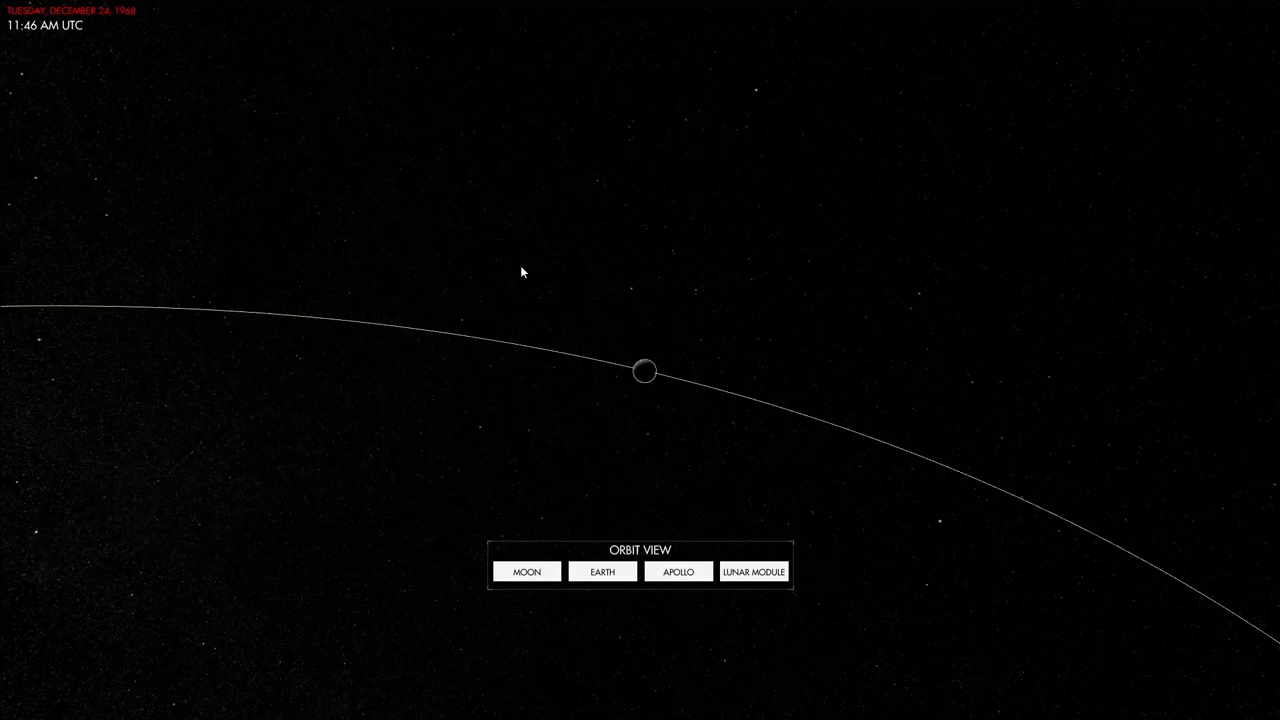 TUESDAY, DECEMBER 24, 1968
11:46 AM UTC
ORBIT VIEW
MOON EARTH APOLLO LUNAR MODULE